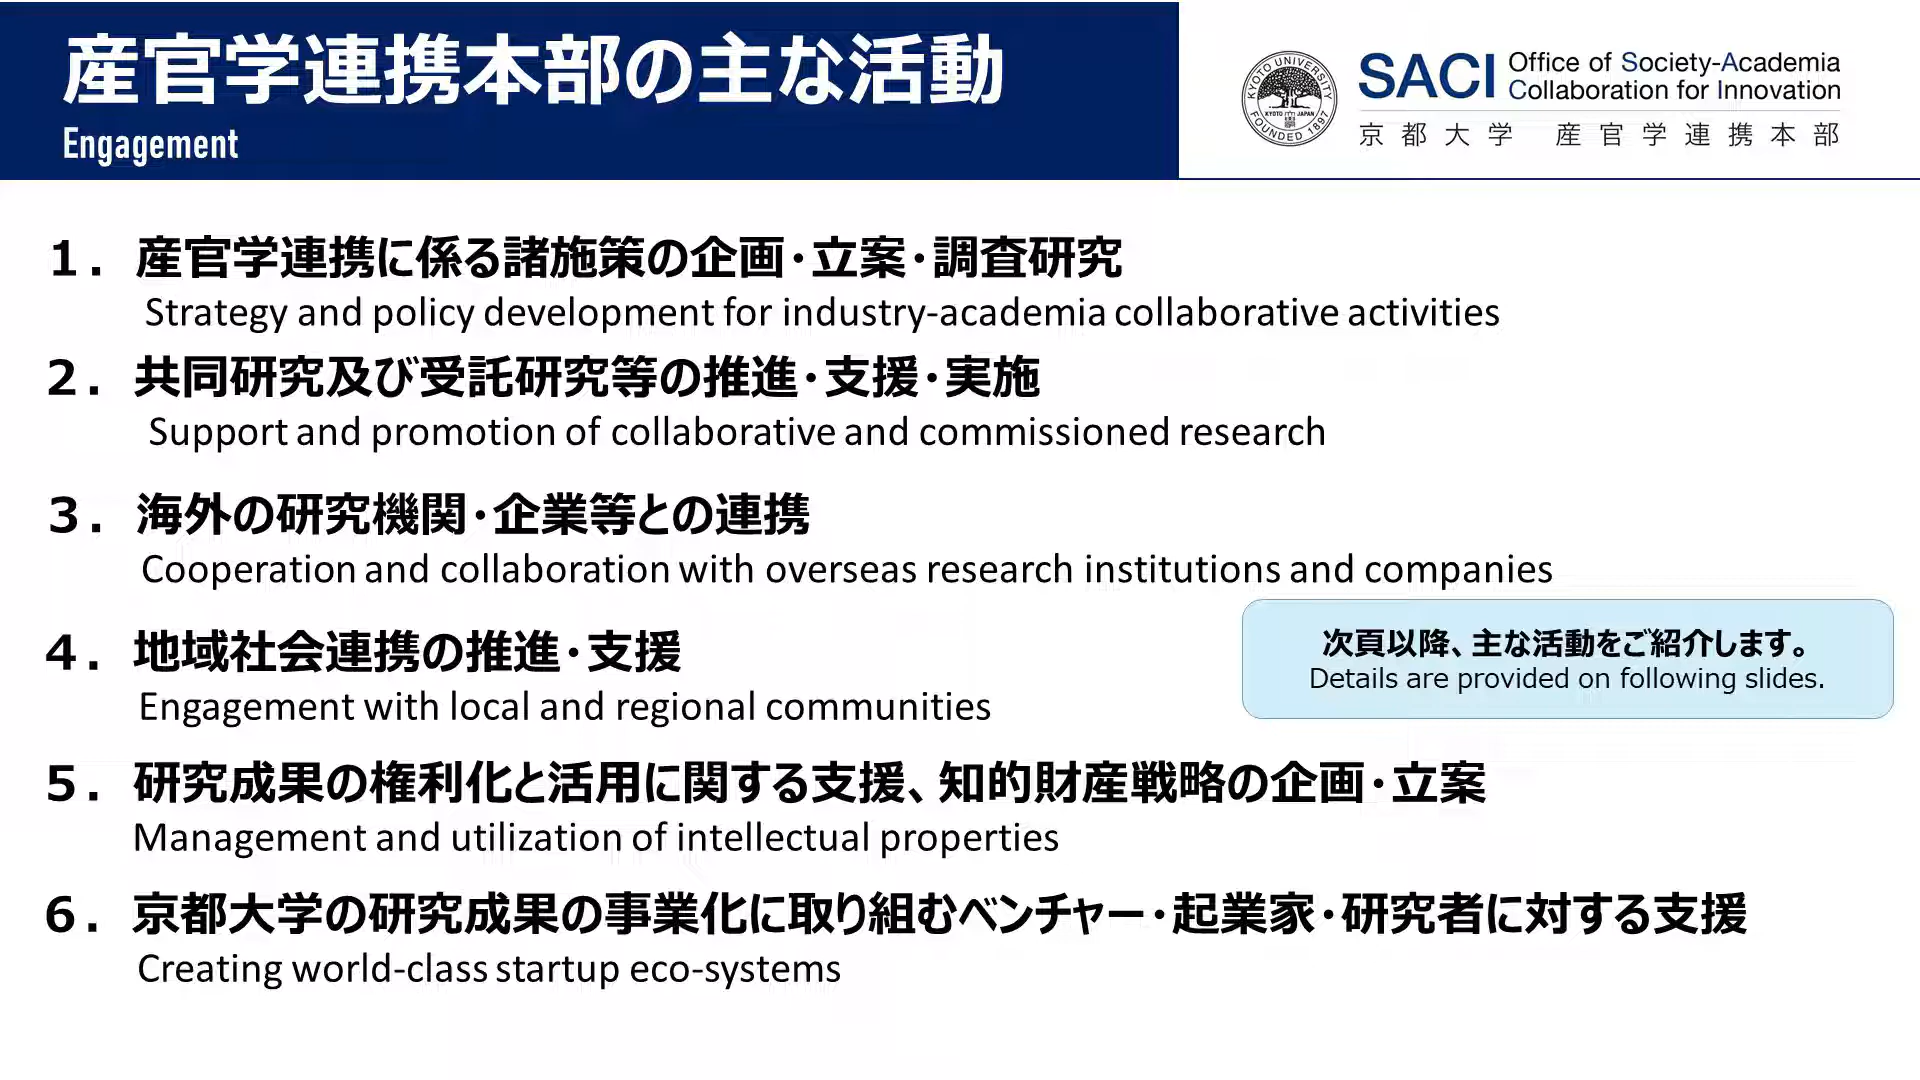 産官学連携本部の主な活動
Engagement
KYOTO UNIVERSITY
KYOTO JAPAN
FOUNDED 1897
SACI Office of Society-Academia
Collaboration for Innovation
京都大学 産官学連携本部
1. 産官学連携に係る諸施策の企画・立案・調査研究
Strategy and policy development for industry-academia collaborative activities
2. 共同研究及び受託研究等の推進・支援・実施
Support and promotion of collaborative and commissioned research
3. 海外の研究機関・企業等との連携
Cooperation and collaboration with overseas research institutions and companies
4. 地域社会連携の推進・支援
Engagement with local and regional communities
次頁以降、主な活動をご紹介します。
Details are provided on following slides.
5. 研究成果の権利化と活用に関する支援、知的財産戦略の企画・立案
Management and utilization of intellectual properties
6. 京都大学の研究成果の事業化に取り組むベンチャー・起業家・研究者に対する支援
Creating world-class startup eco-systems